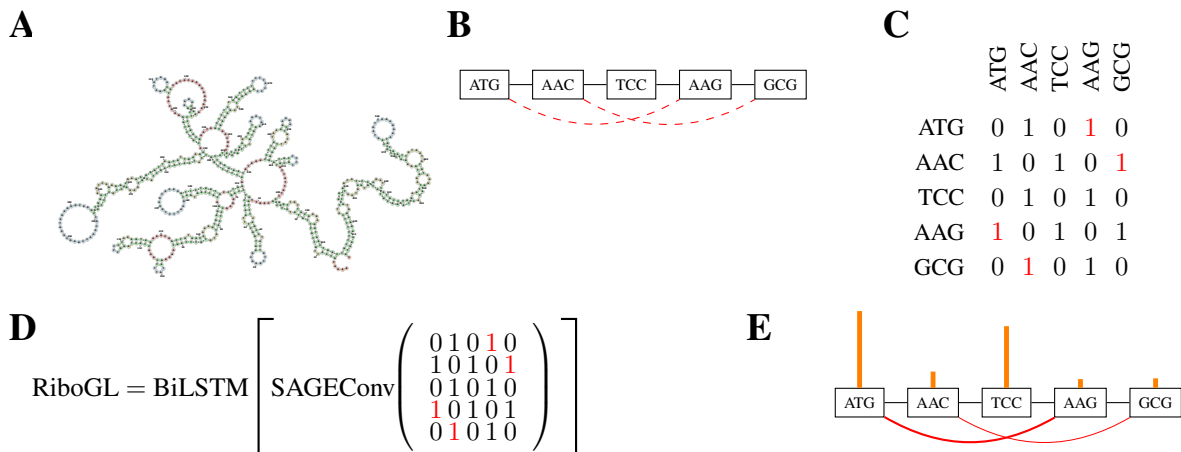 A
B
ATG AAC TCC AAG GCG
C
ATG AAC TCC AAG GCG
ATG 0 1 0 1 0
AAC 1 0 1 0 1
TCC 0 1 0 1 0
AAG 1 0 1 0 1
GCG 0 1 0 1 0
D
RiboGL = BiLSTM [ SAGEConv (
0 1 0 1 0
1 0 1 0 1
0 1 0 1 0
1 0 1 0 1
0 1 0 1 0
) ]
E
ATG AAC TCC AAG GCG